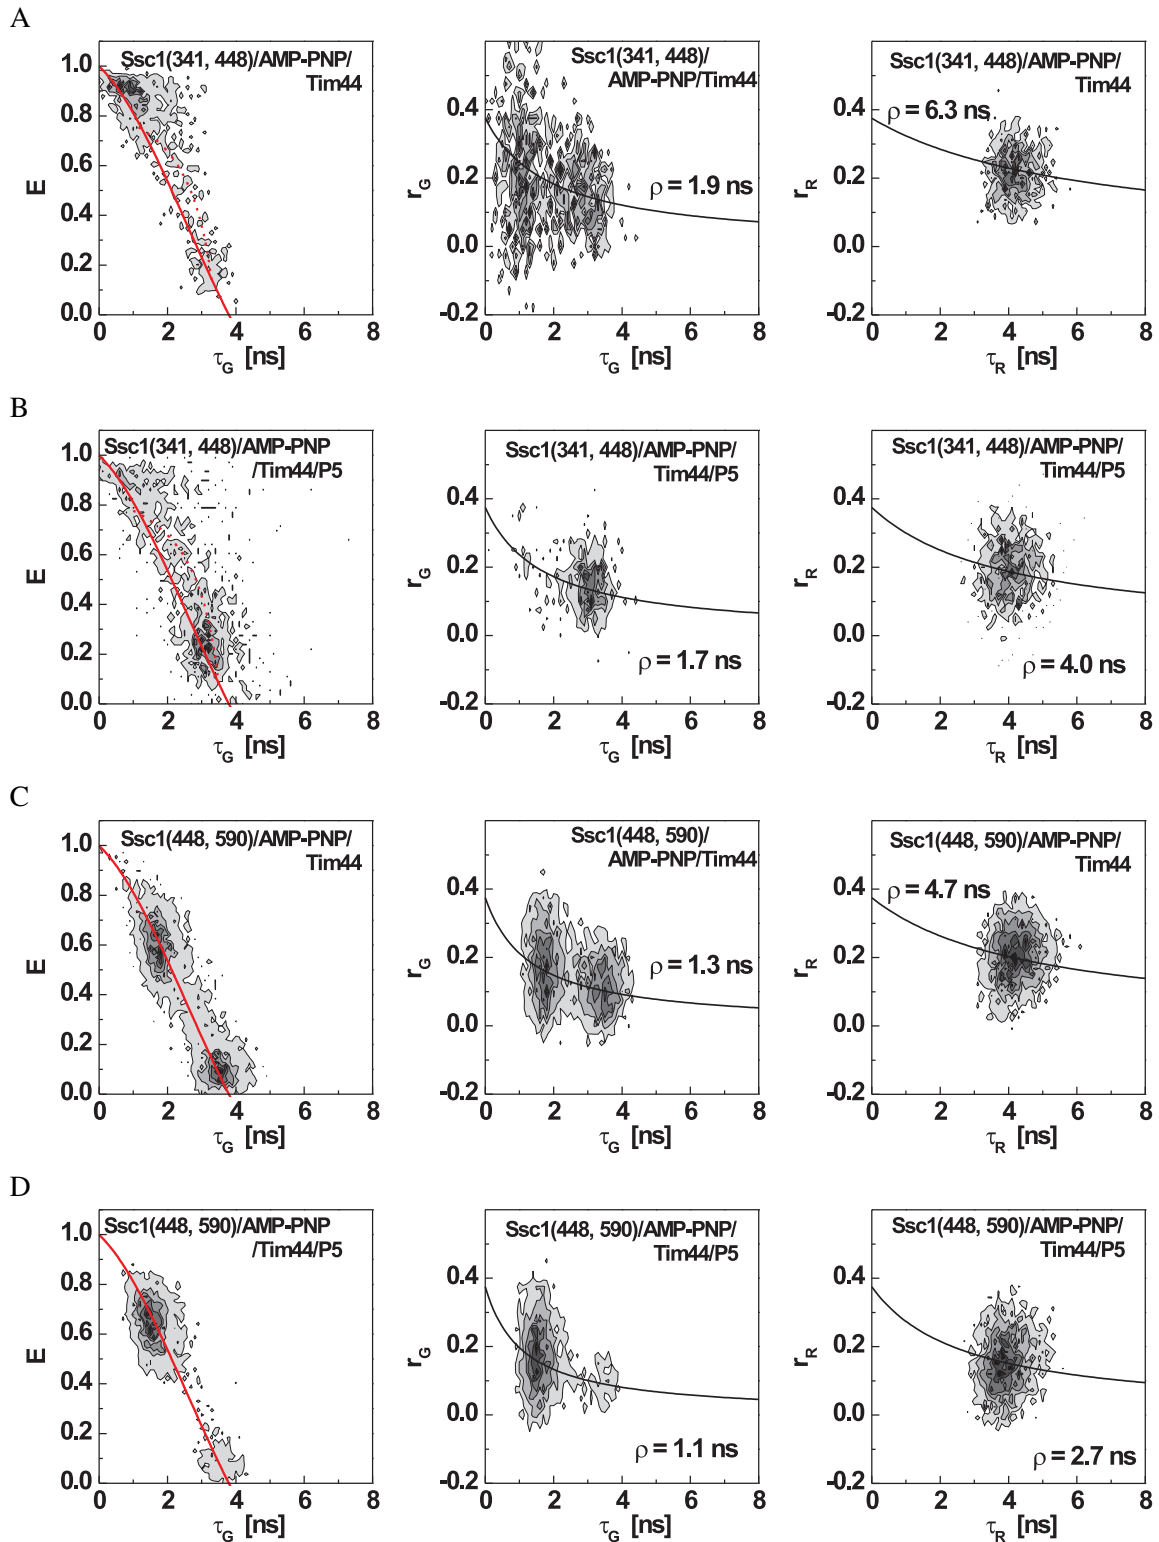 A
Ssc1(341, 448)/AMP-PNP/
Tim44
E
1.0
0.8
0.6
0.4
0.2
0.0
0 2 4 6 8
τG [ns]
Ssc1(341, 448)/
AMP-PNP/Tim44
ρ = 1.9 ns
rG
0.4
0.2
0.0
-0.2
0 2 4 6 8
τG [ns]
Ssc1(341, 448)/AMP-PNP/
Tim44
ρ = 6.3 ns
rR
0.4
0.2
0.0
-0.2
0 2 4 6 8
τR [ns]
B
Ssc1(341, 448)/AMP-PNP
/Tim44/P5
E
1.0
0.8
0.6
0.4
0.2
0.0
0 2 4 6 8
τG [ns]
Ssc1(341, 448)/AMP-PNP/
Tim44/P5
rG
0.4
0.2
0.0
-0.2
ρ = 1.7 ns
0 2 4 6 8
τG [ns]
Ssc1(341, 448)/AMP-PNP/
Tim44/P5
rR
0.4
0.2
0.0
-0.2
ρ = 4.0 ns
0 2 4 6 8
τR [ns]
C
Ssc1(448, 590)/AMP-PNP/
Tim44
E
1.0
0.8
0.6
0.4
0.2
0.0
0 2 4 6 8
τG [ns]
Ssc1(448, 590)/
AMP-PNP/Tim44
ρ = 1.3 ns
rG
0.4
0.2
0.0
-0.2
0 2 4 6 8
τG [ns]
Ssc1(448, 590)/AMP-PNP/
Tim44
ρ = 4.7 ns
rR
0.4
0.2
0.0
-0.2
0 2 4 6 8
τR [ns]
D
Ssc1(448, 590)/AMP-PNP
/Tim44/P5
E
1.0
0.8
0.6
0.4
0.2
0.0
0 2 4 6 8
τG [ns]
Ssc1(448, 590)/AMP-PNP/
Tim44/P5
rG
0.4
0.2
0.0
-0.2
ρ = 1.1 ns
0 2 4 6 8
τG [ns]
Ssc1(448, 590)/AMP-PNP/
Tim44/P5
rR
0.4
0.2
0.0
-0.2
ρ = 2.7 ns
0 2 4 6 8
τR [ns]